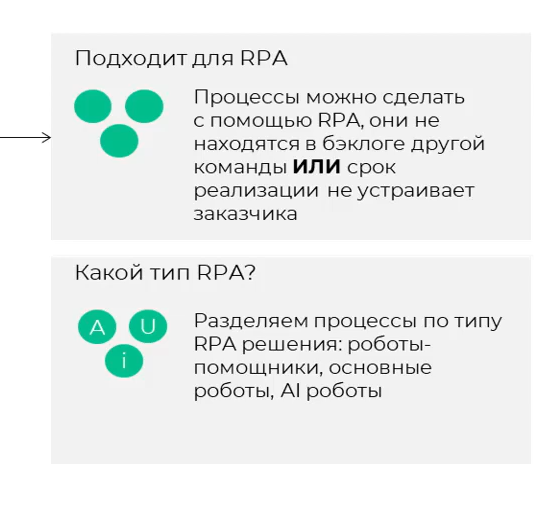 Подходит для RPA
Процессы можно сделать
с помощью RPA, они не
находятся в бэклоге другой
команды ИЛИ срок
реализации не устраивает
заказчика
Какой тип RPA?
A U
i
Разделяем процессы по типу
RPA решения: роботы-
помощники, основные
роботы, AI роботы